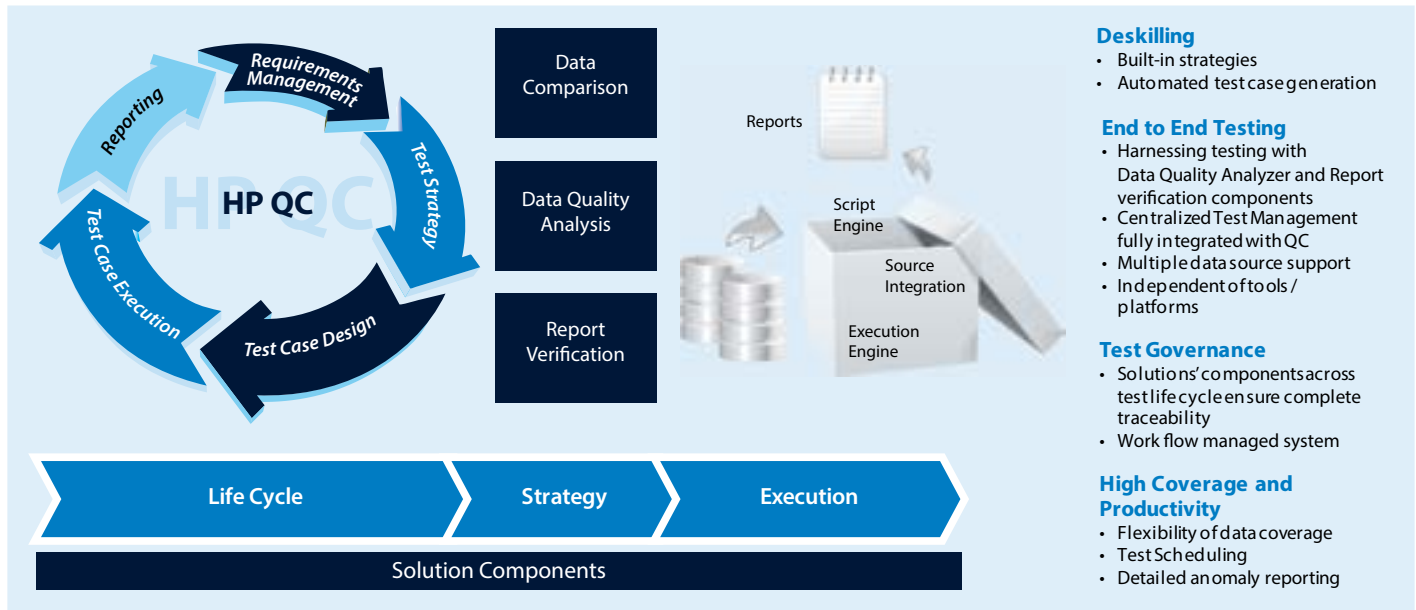 Requirements
Management
Test Strategy
Test Case Design
Test Case Execution
Reporting
HP QC
HP QC
Data
Comparison
Data Quality
Analysis
Report
Verification
Reports
Script
Engine
Source
Integration
Execution
Engine
Life Cycle
Strategy
Execution
Solution Components
Deskilling
• Built-in strategies
• Automated test case generation
End to End Testing
• Harnessing testing with
Data Quality Analyzer and Report
verification components
• Centralized Test Management
fully integrated with QC
• Multiple data source support
• Independent of tools /
platforms
Test Governance
• Solutions' components across
test life cycle ensure complete
traceability
• Work flow managed system
High Coverage and
Productivity
• Flexibility of data coverage
• Test Scheduling
• Detailed anomaly reporting